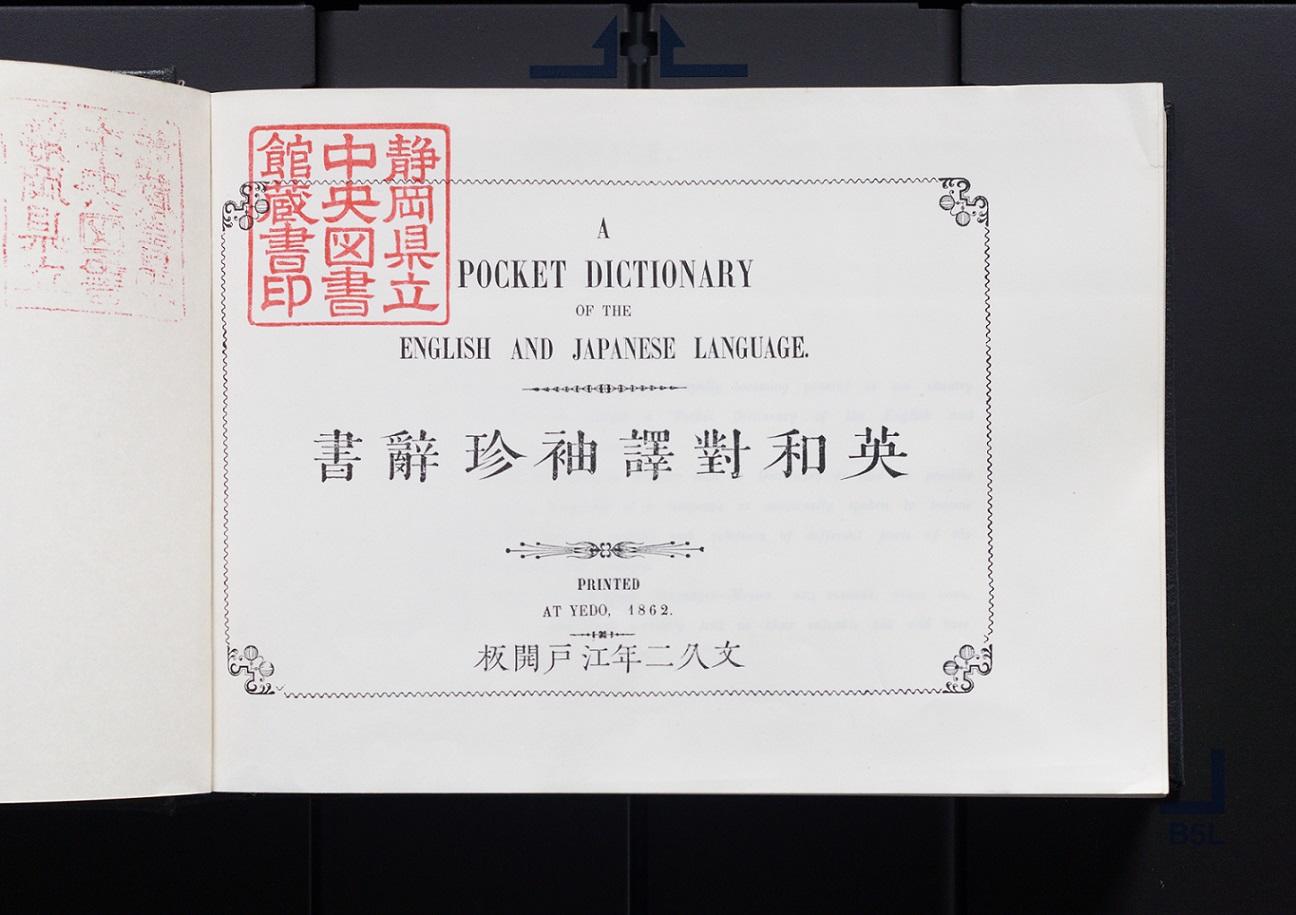 静岡県立
中央図書
館蔵書印
A
POCKET DICTIONARY
OF THE
ENGLISH AND JAPANESE LANGUAGE.
英和對譯袖珍辭書
PRINTED
AT YEDO, 1862.
文久二年江戸開板
B5L